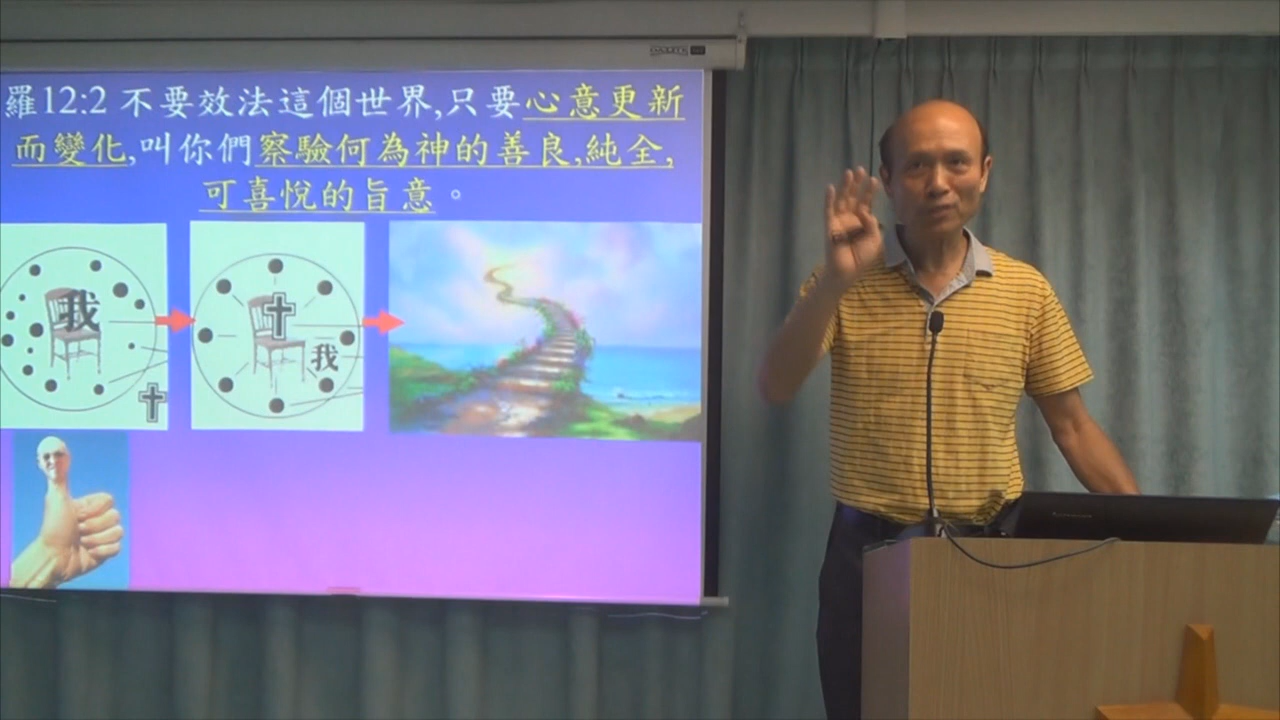 羅12:2 不要效法這個世界,只要心意更新
而變化,叫你們察驗何為神的善良,純全,
可喜悅的旨意。
我
我
lenovo